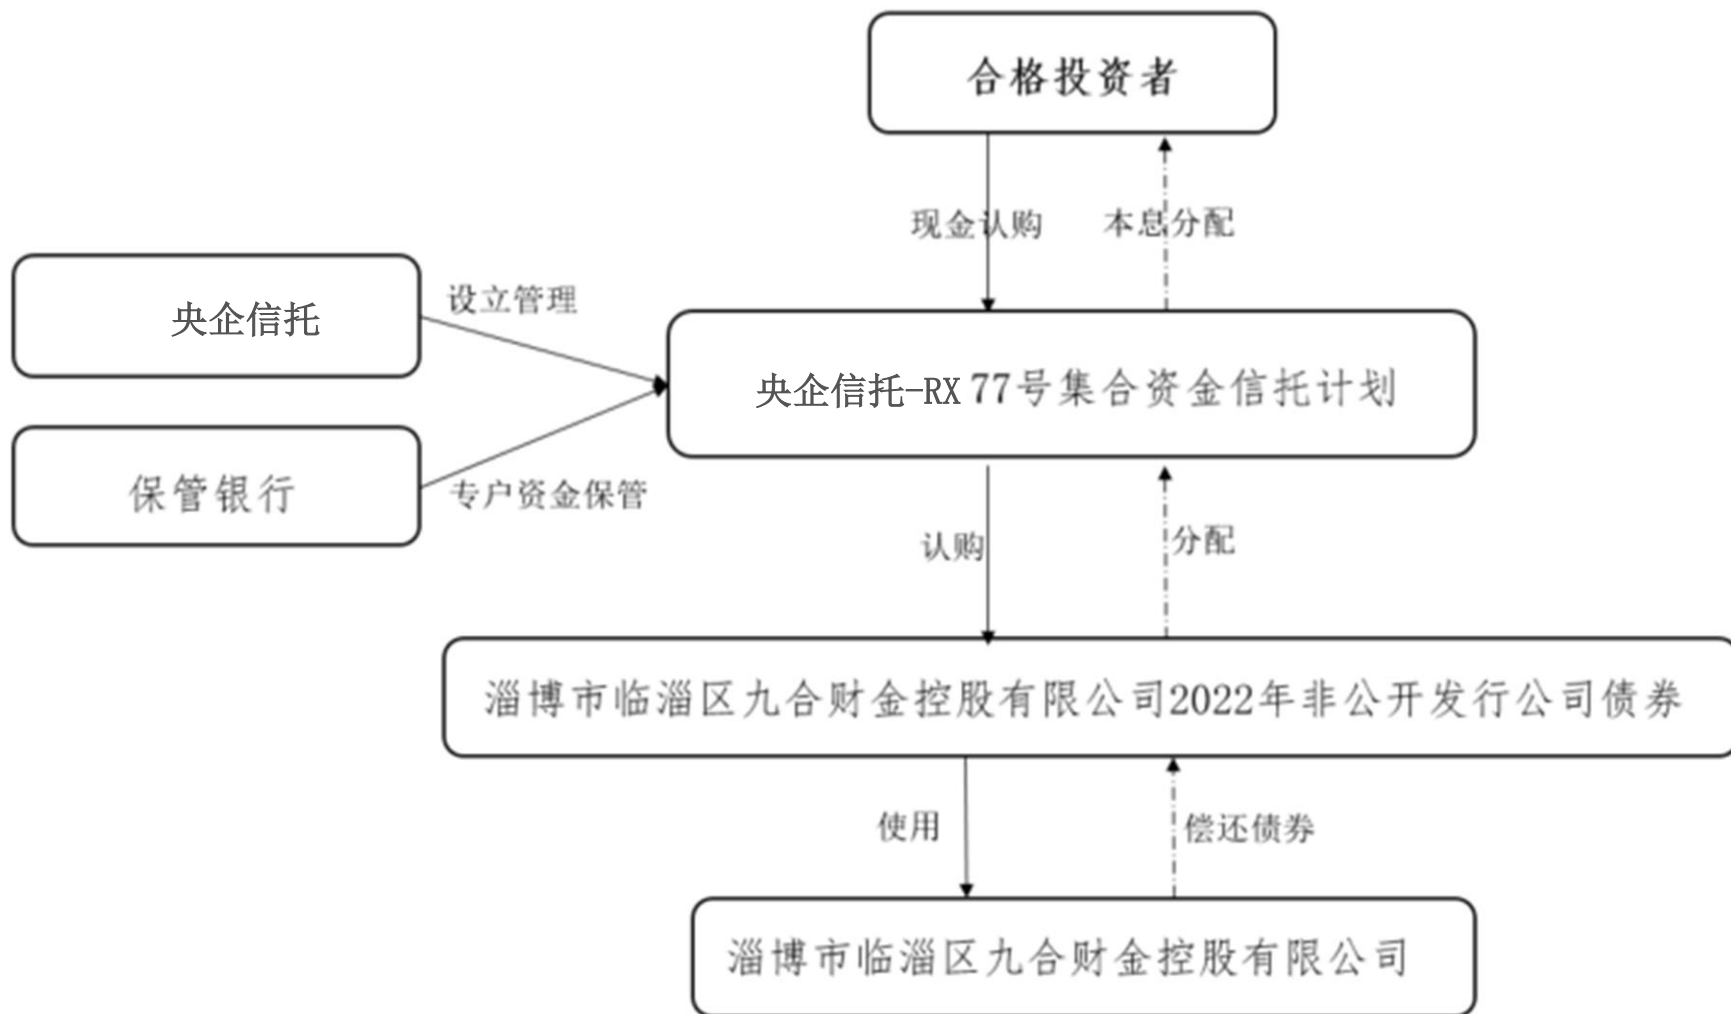 合格投资者
现金认购
本息分配
央企信托
设立管理
央企信托-RX 77号集合资金信托计划
保管银行
专户资金保管
认购
分配
淄博市临淄区九合财金控股有限公司2022年非公开发行公司债券
使用
偿还债券
淄博市临淄区九合财金控股有限公司